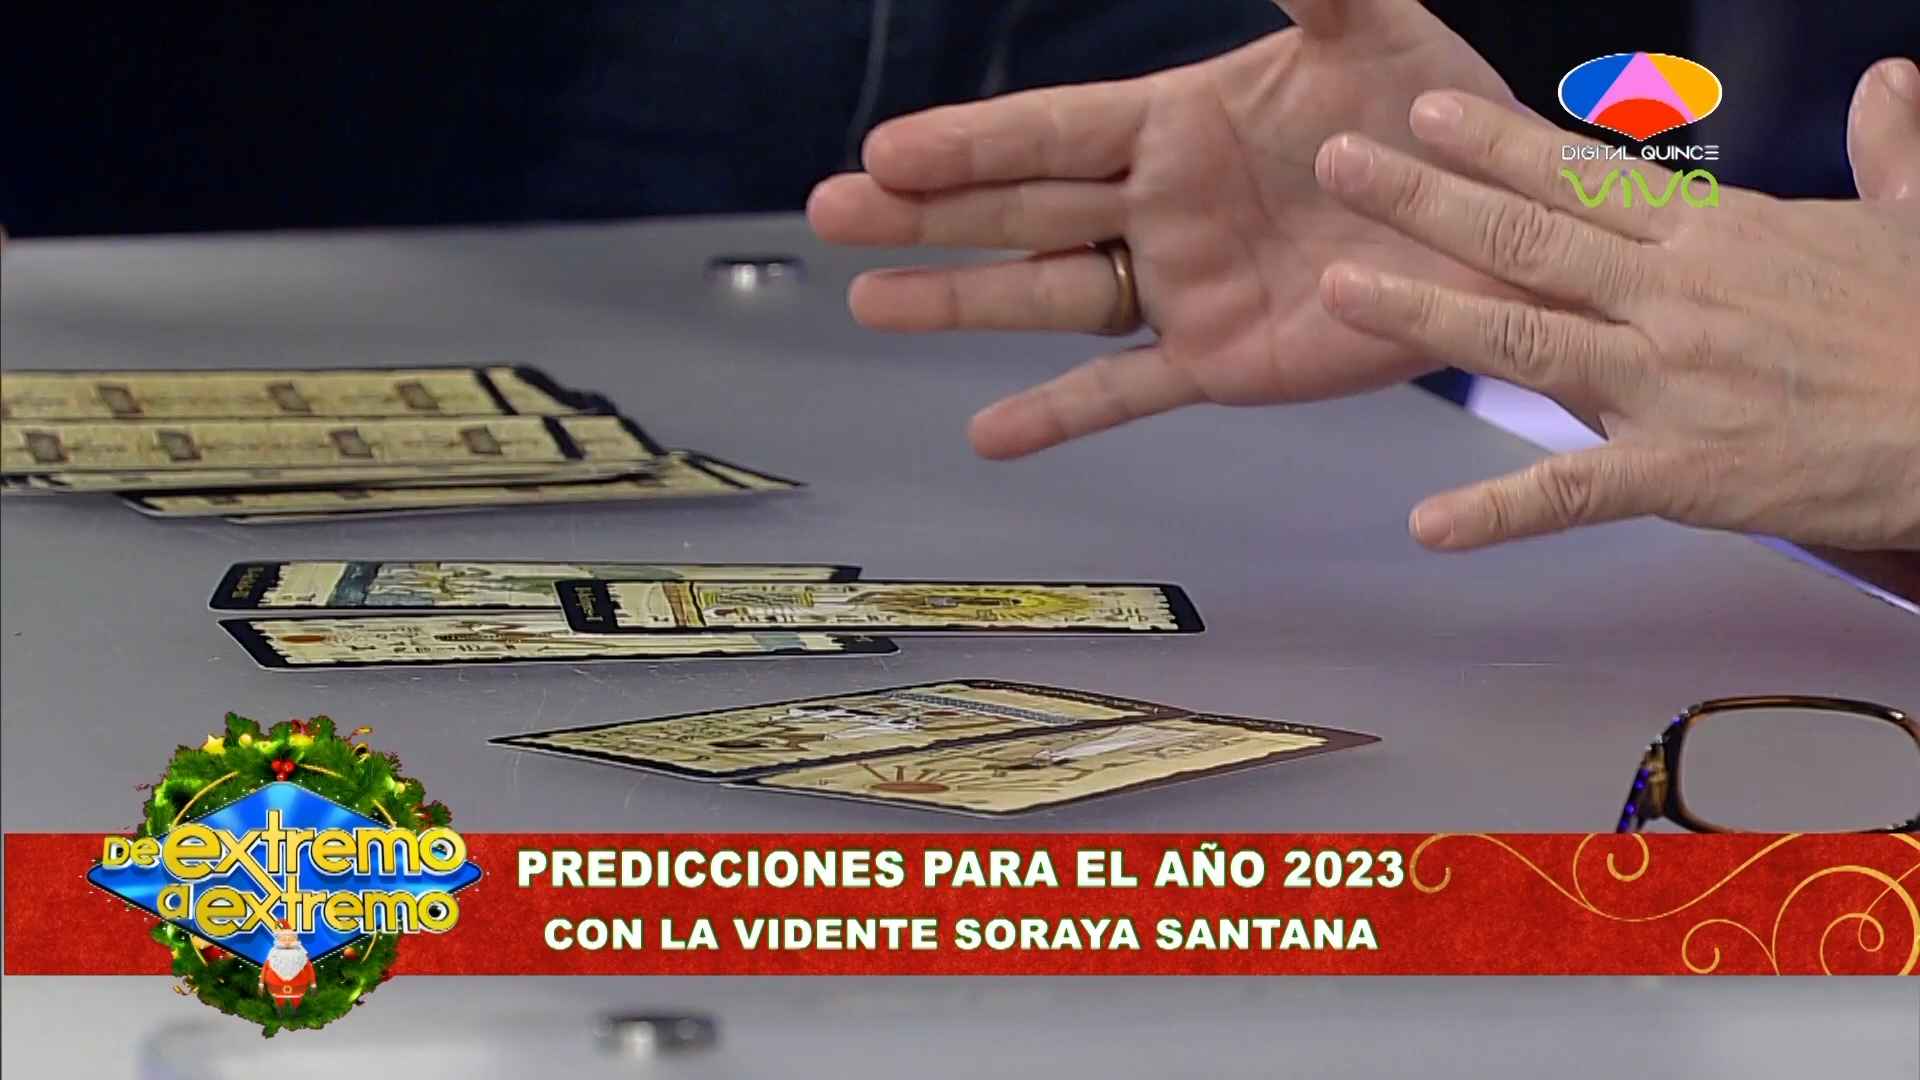 DIGITAL QUINCE
VIVA
De extremo
a extremo
PREDICCIONES PARA EL AÑO 2023
CON LA VIDENTE SORAYA SANTANA